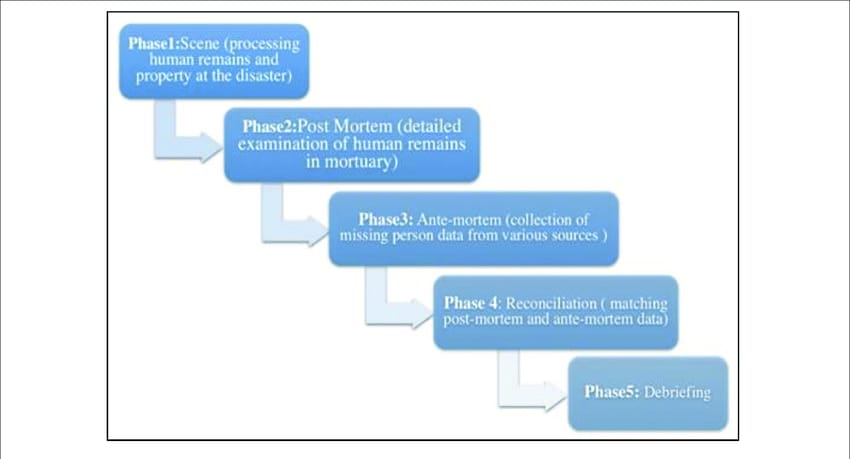 Phase1:Scene (processing
human remains and
property at the disaster)
Phase2:Post Mortem (detailed
examination of human remains
in mortuary)
Phase3: Ante-mortem (collection of
missing person data from various sources )
Phase 4: Reconciliation ( matching
post-mortem and ante-mortem data)
Phase5: Debriefing